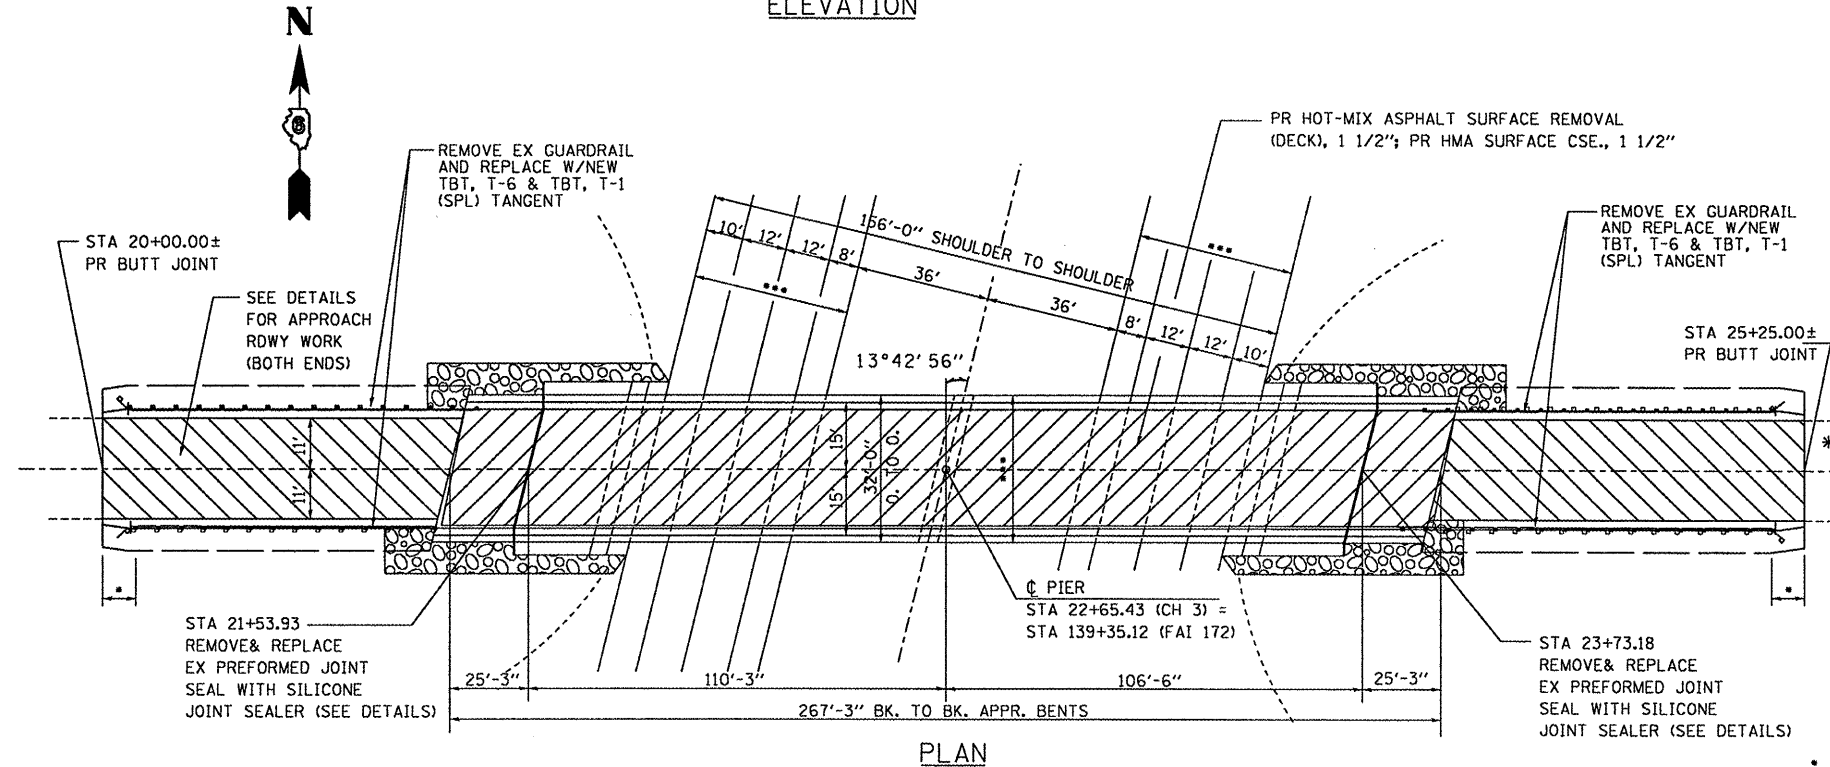 ELEVATION
N
6
REMOVE EX GUARDRAIL
AND REPLACE W/NEW
TBT, T-6 & TBT, T-1
(SPL) TANGENT
PR HOT-MIX ASPHALT SURFACE REMOVAL
(DECK), 1 1/2"; PR HMA SURFACE CSE., 1 1/2"
REMOVE EX GUARDRAIL
AND REPLACE W/NEW
TBT, T-6 & TBT, T-1
(SPL) TANGENT
STA 20+00.00±
PR BUTT JOINT
SEE DETAILS
FOR APPROACH
RDWY WORK
(BOTH ENDS)
156'-0" SHOULDER TO SHOULDER
10' 12' 12' 8' 36' 36' 8' 12' 12' 10'
***
***
STA 25+25.00±
PR BUTT JOINT
13°42'56"
11'
11'
15'
15'
32'-0"
O. TO O.
***
*
*
*
₵ PIER
STA 22+65.43 (CH 3) =
STA 139+35.12 (FAI 172)
STA 21+53.93
REMOVE& REPLACE
EX PREFORMED JOINT
SEAL WITH SILICONE
JOINT SEALER (SEE DETAILS)
STA 23+73.18
REMOVE& REPLACE
EX PREFORMED JOINT
SEAL WITH SILICONE
JOINT SEALER (SEE DETAILS)
25'-3" 110'-3" 106'-6" 25'-3"
267'-3" BK. TO BK. APPR. BENTS
PLAN